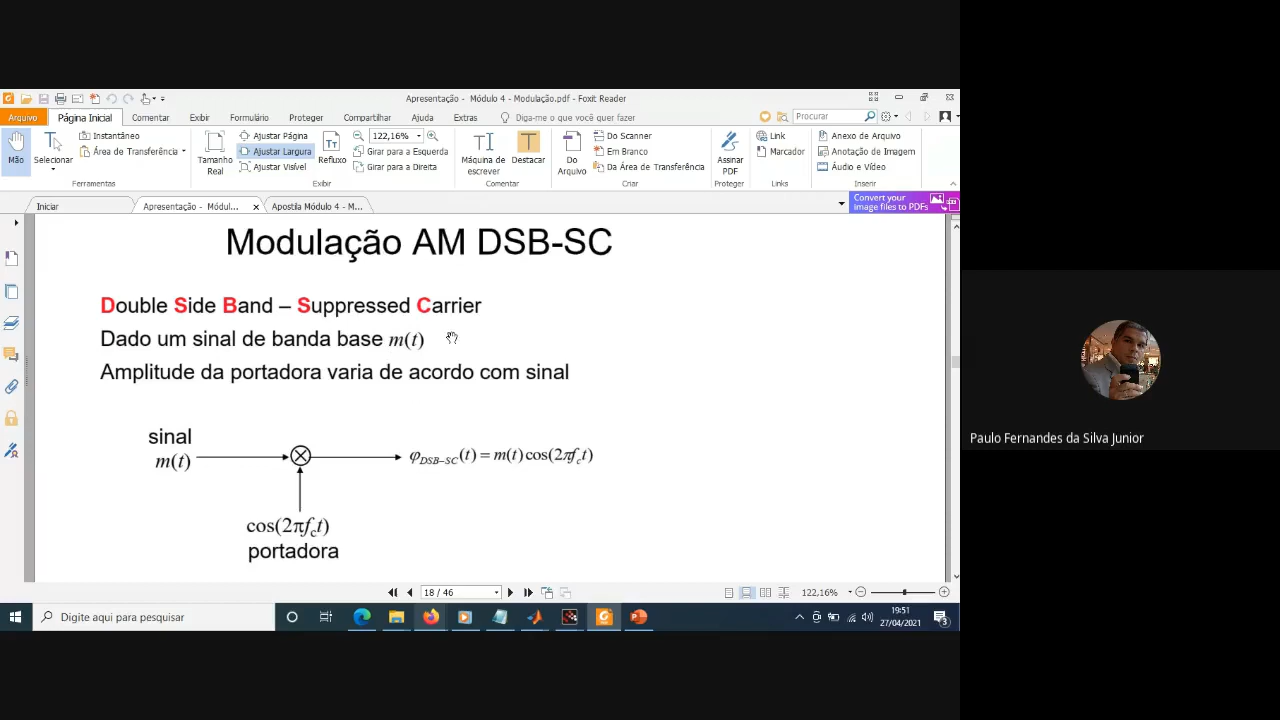 Apresentação - Módulo 4 - Modulação.pdf - Foxit Reader
Arquivo Página Inicial Comentar Exibir Formulário Proteger Compartilhar Ajuda Extras Diga-me o que você quer fazer Procurar
Mão
Selecionar
Instantâneo
Área de Transferência
Ferramentas
Tamanho Real
Ajustar Página
Ajustar Largura
Ajustar Visível
Refluxo
122,16%
Girar para a Esquerda
Girar para a Direita
Exibir
Máquina de escrever
Destacar
Comentar
Do Arquivo
Do Scanner
Em Branco
Da Área de Transferência
Criar
Assinar PDF
Proteger
Link
Marcador
Links
Anexo de Arquivo
Anotação de Imagem
Áudio e Vídeo
Inserir
Iniciar
Apresentação - Módul...
Apostila Módulo 4 - M...
Convert your
image files to PDFs
Modulação AM DSB-SC
Double Side Band – Suppressed Carrier
Dado um sinal de banda base m(t)
Amplitude da portadora varia de acordo com sinal
sinal
m(t)
φDSB–SC(t) = m(t)cos(2πfct)
cos(2πfct)
portadora
18 / 46
122,16%
Digite aqui para pesquisar
19:51
27/04/2021
3
Paulo Fernandes da Silva Junior